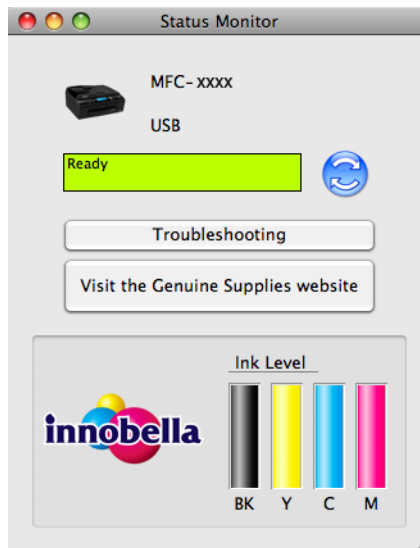 Status Monitor
MFC-xxxx
USB
Ready
Troubleshooting
Visit the Genuine Supplies website
Ink Level
innobella
BK Y C M